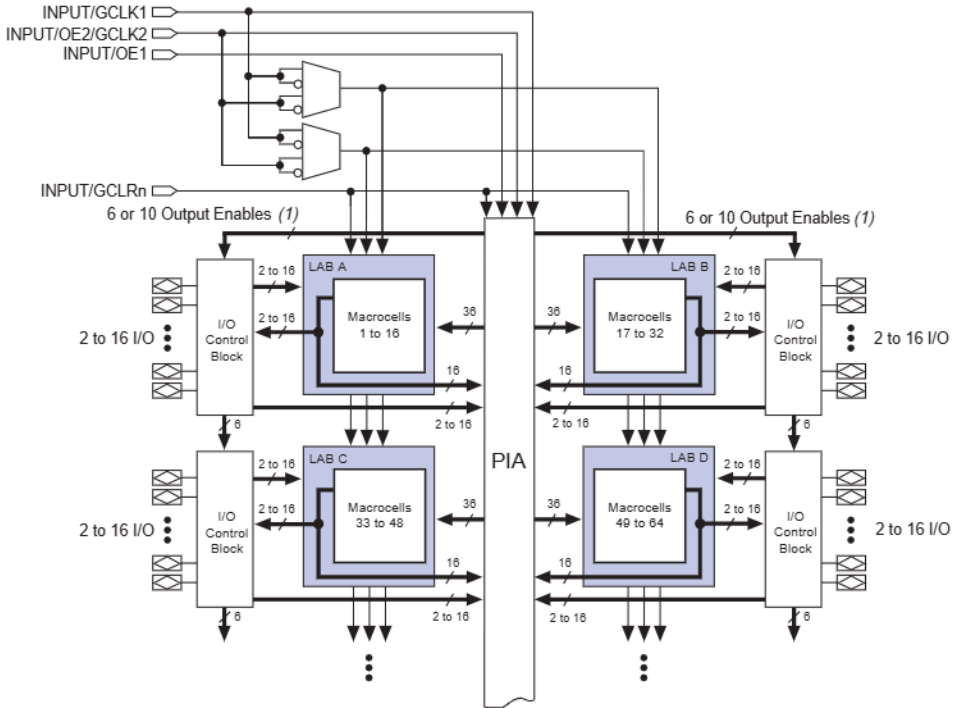 INPUT/GCLK1
INPUT/OE2/GCLK2
INPUT/OE1
INPUT/GCLRn
6 or 10 Output Enables (1)
6 or 10 Output Enables (1)
LAB A
LAB B
2 to 16
2 to 16
2 to 16 I/O
I/O
Control
Block
2 to 16
Macrocells
1 to 16
36
36
Macrocells
17 to 32
2 to 16
I/O
Control
Block
2 to 16 I/O
16
16
6
2 to 16
2 to 16
6
PIA
LAB C
LAB D
2 to 16
2 to 16
2 to 16 I/O
I/O
Control
Block
2 to 16
Macrocells
33 to 48
36
36
Macrocells
49 to 64
2 to 16
I/O
Control
Block
2 to 16 I/O
16
16
6
2 to 16
2 to 16
6